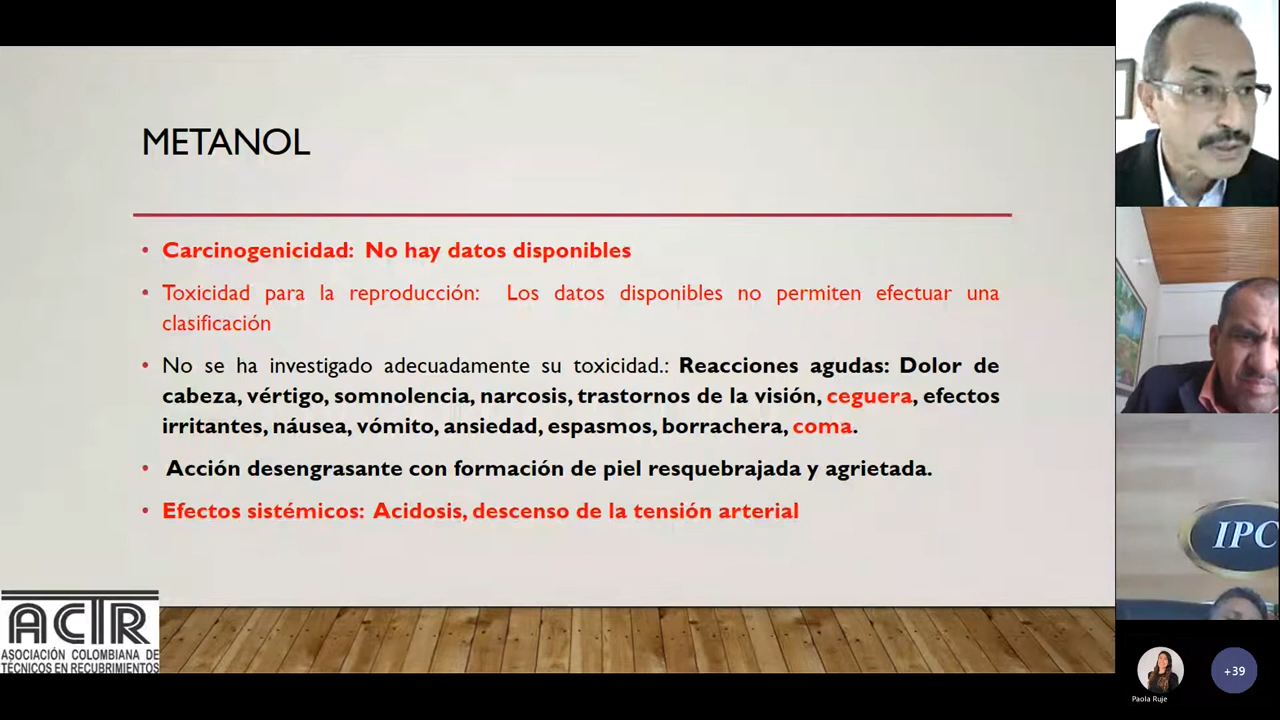 METANOL
• Carcinogenicidad: No hay datos disponibles
• Toxicidad para la reproducción: Los datos disponibles no permiten efectuar una
clasificación
• No se ha investigado adecuadamente su toxicidad.: Reacciones agudas: Dolor de
cabeza, vértigo, somnolencia, narcosis, trastornos de la visión, ceguera, efectos
irritantes, náusea, vómito, ansiedad, espasmos, borrachera, coma.
• Acción desengrasante con formación de piel resquebrajada y agrietada.
• Efectos sistémicos: Acidosis, descenso de la tensión arterial
ACTR
ASOCIACIÓN COLOMBIANA DE
TÉCNICOS EN RECUBRIMIENTOS
IPC
Paola Ruje
+39